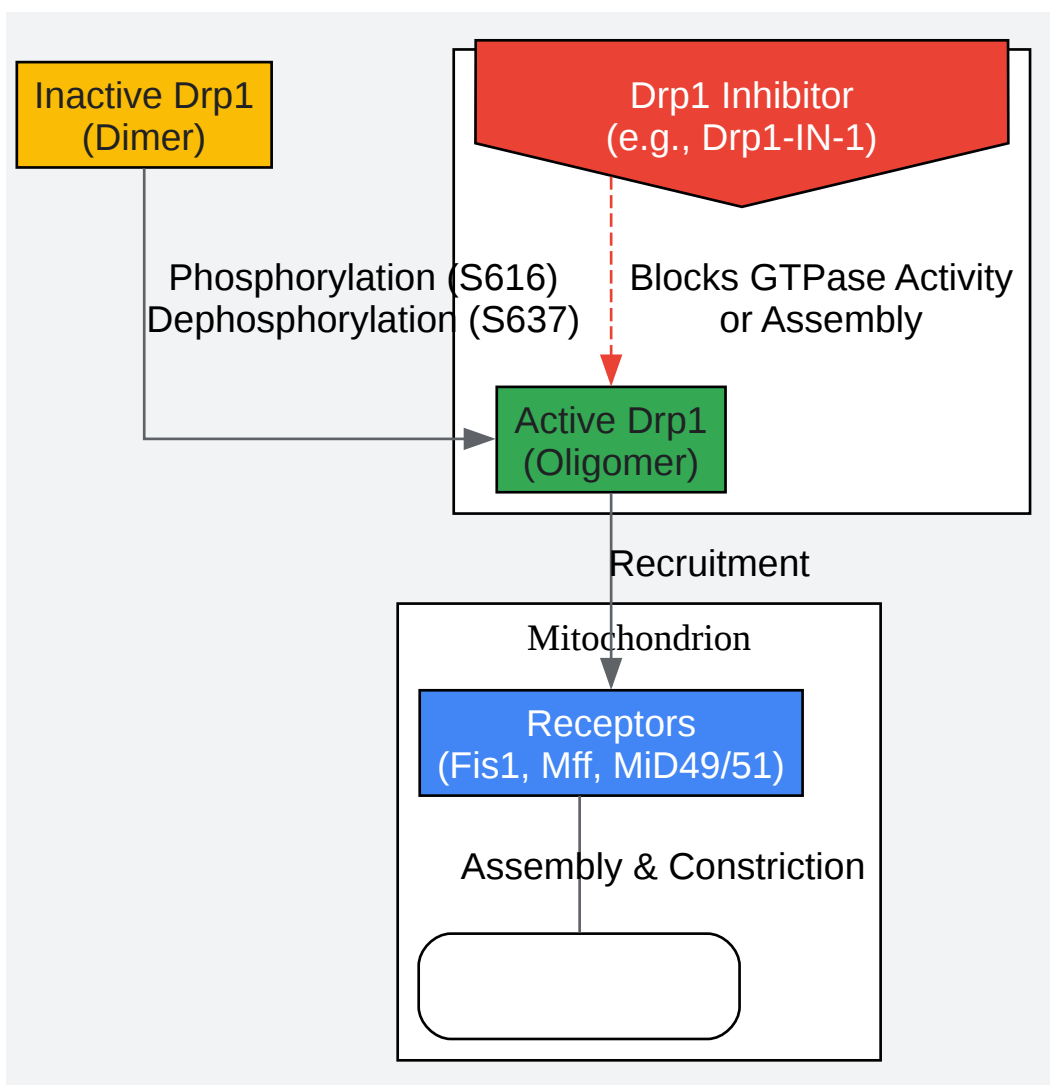 Inactive Drp1
(Dimer)
Drp1 Inhibitor
(e.g., Drp1-IN-1)
Phosphorylation (S616)
Dephosphorylation (S637)
Blocks GTPase Activity
or Assembly
Active Drp1
(Oligomer)
Recruitment
Mitochondrion
Receptors
(Fis1, Mff, MiD49/51)
Assembly & Constriction